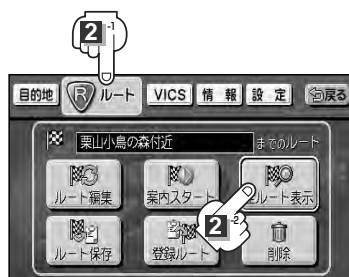 2-1
目的地 R ルート VICS 情 報 設 定 戻る
栗山小鳥の森付近 までのルート
ルート編集 案内スタート ルート表示
2-2
ルート保存 登録ルート 削除